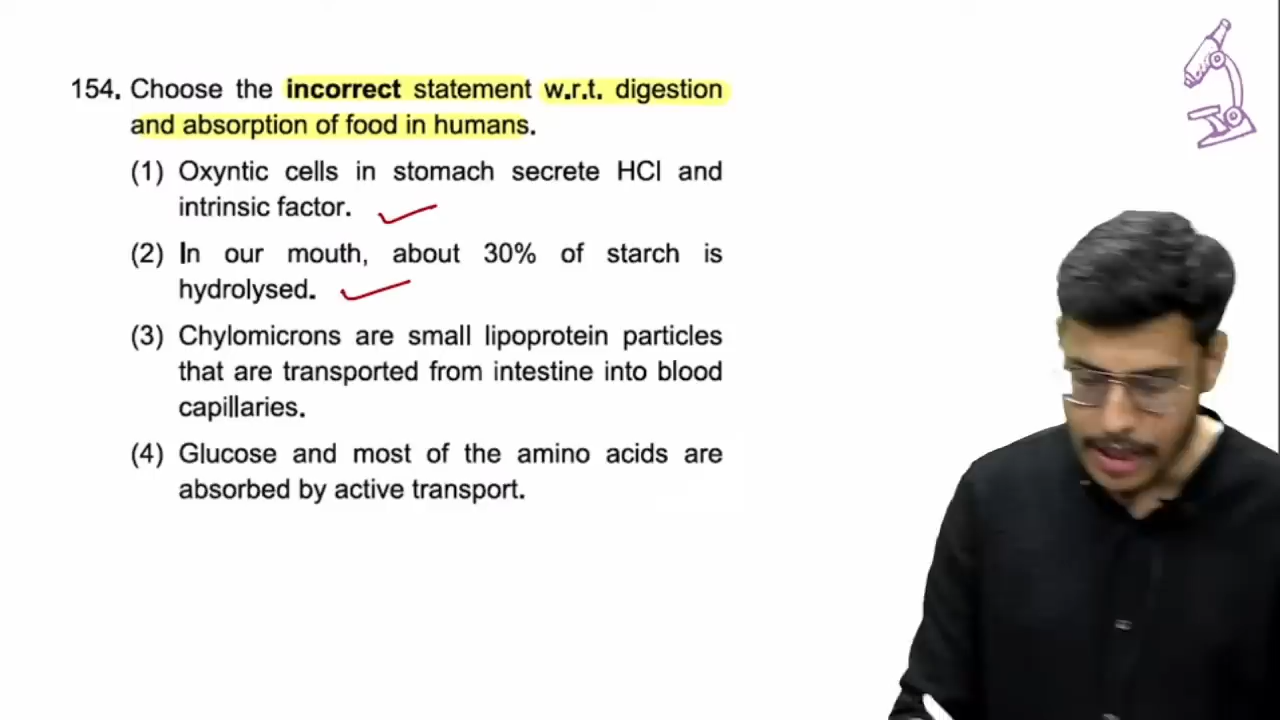 154. Choose the incorrect statement w.r.t. digestion
and absorption of food in humans.
(1) Oxyntic cells in stomach secrete HCl and
intrinsic factor.
(2) In our mouth, about 30% of starch is
hydrolysed.
(3) Chylomicrons are small lipoprotein particles
that are transported from intestine into blood
capillaries.
(4) Glucose and most of the amino acids are
absorbed by active transport.